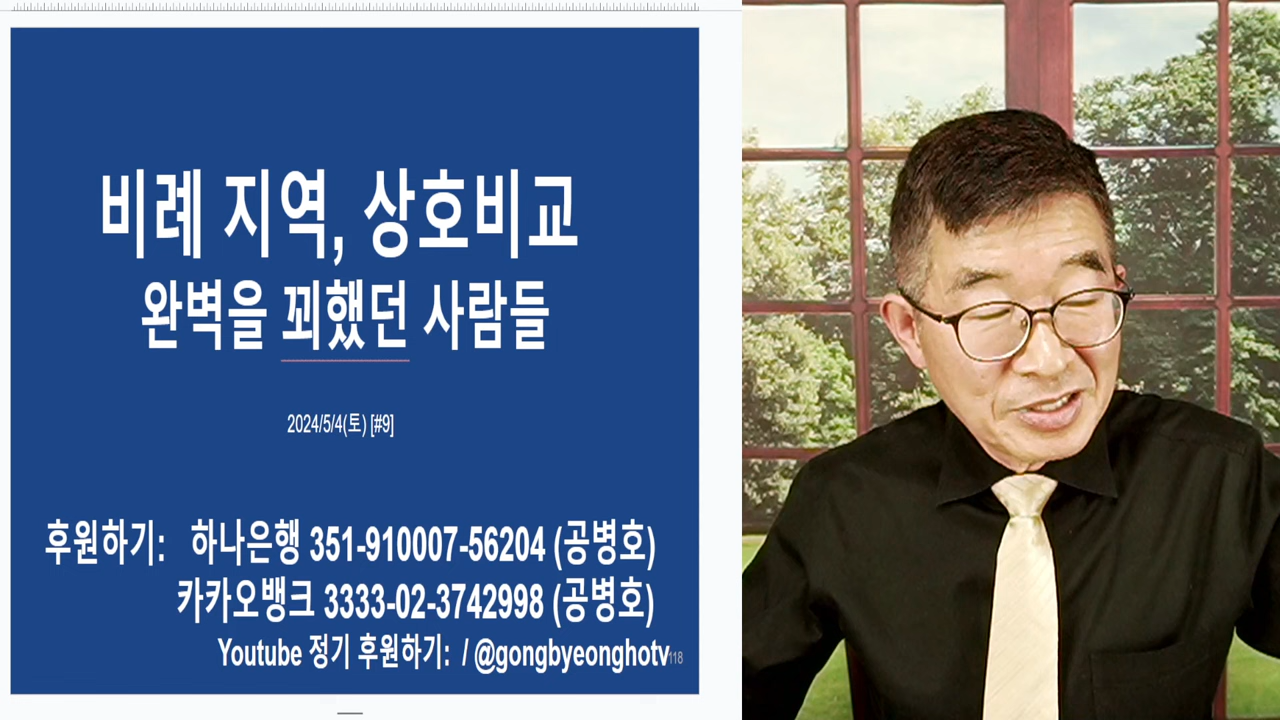 비례 지역, 상호비교
완벽을 꾀했던 사람들
2024/5/4(토) [#9]
후원하기: 하나은행 351-910007-56204 (공병호)
카카오뱅크 3333-02-3742998 (공병호)
Youtube 정기 후원하기: / @gongbyeonghotv
118